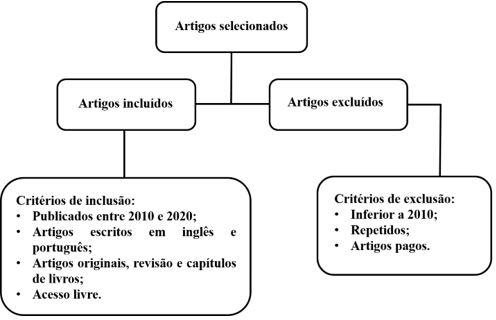 Artigos selecionados
Artigos incluídos
Artigos excluídos
Critérios de inclusão:
• Publicados entre 2010 e 2020;
• Artigos escritos em inglês e
português;
• Artigos originais, revisão e capítulos
de livros;
• Acesso livre.
Critérios de exclusão:
• Inferior a 2010;
• Repetidos;
• Artigos pagos.